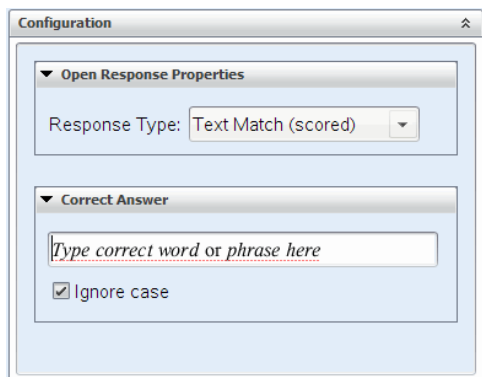 Configuration
Open Response Properties
Response Type: Text Match (scored)
Correct Answer
Type correct word or phrase here
Ignore case